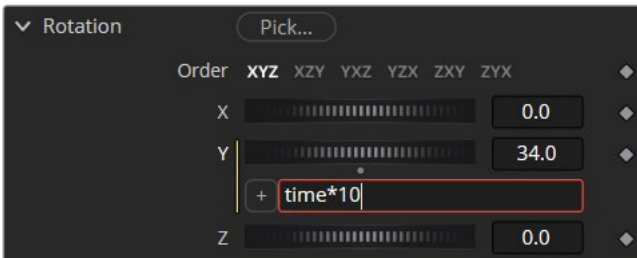 Rotation Pick...
Order XYZ XZY YXZ YZX ZXY ZYX
X 0.0
Y 34.0
+ time*10
Z 0.0